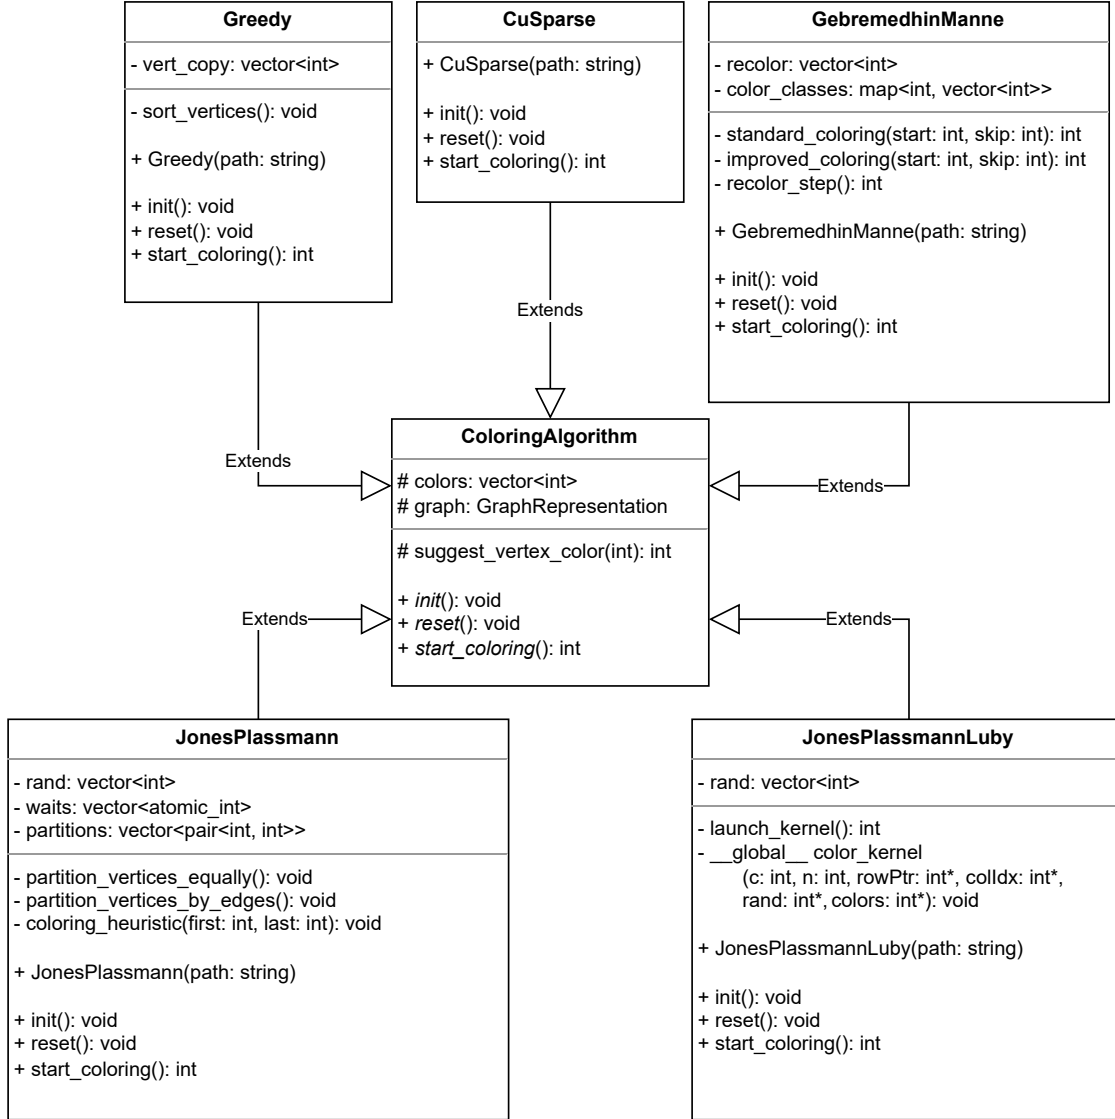 Greedy
- vert_copy: vector<int>
- sort_vertices(): void
+ Greedy(path: string)
+ init(): void
+ reset(): void
+ start_coloring(): int
CuSparse
+ CuSparse(path: string)
+ init(): void
+ reset(): void
+ start_coloring(): int
GebremedhinManne
- recolor: vector<int>
- color_classes: map<int, vector<int>>
- standard_coloring(start: int, skip: int): int
- improved_coloring(start: int, skip: int): int
- recolor_step(): int
+ GebremedhinManne(path: string)
+ init(): void
+ reset(): void
+ start_coloring(): int
Extends
Extends
Extends
ColoringAlgorithm
# colors: vector<int>
# graph: GraphRepresentation
# suggest_vertex_color(int): int
+ init(): void
+ reset(): void
+ start_coloring(): int
Extends
Extends
JonesPlassmann
- rand: vector<int>
- waits: vector<atomic_int>
- partitions: vector<pair<int, int>>
- partition_vertices_equally(): void
- partition_vertices_by_edges(): void
- coloring_heuristic(first: int, last: int): void
+ JonesPlassmann(path: string)
+ init(): void
+ reset(): void
+ start_coloring(): int
JonesPlassmannLuby
- rand: vector<int>
- launch_kernel(): int
- __global__ color_kernel
(c: int, n: int, rowPtr: int*, colIdx: int*,
rand: int*, colors: int*): void
+ JonesPlassmannLuby(path: string)
+ init(): void
+ reset(): void
+ start_coloring(): int